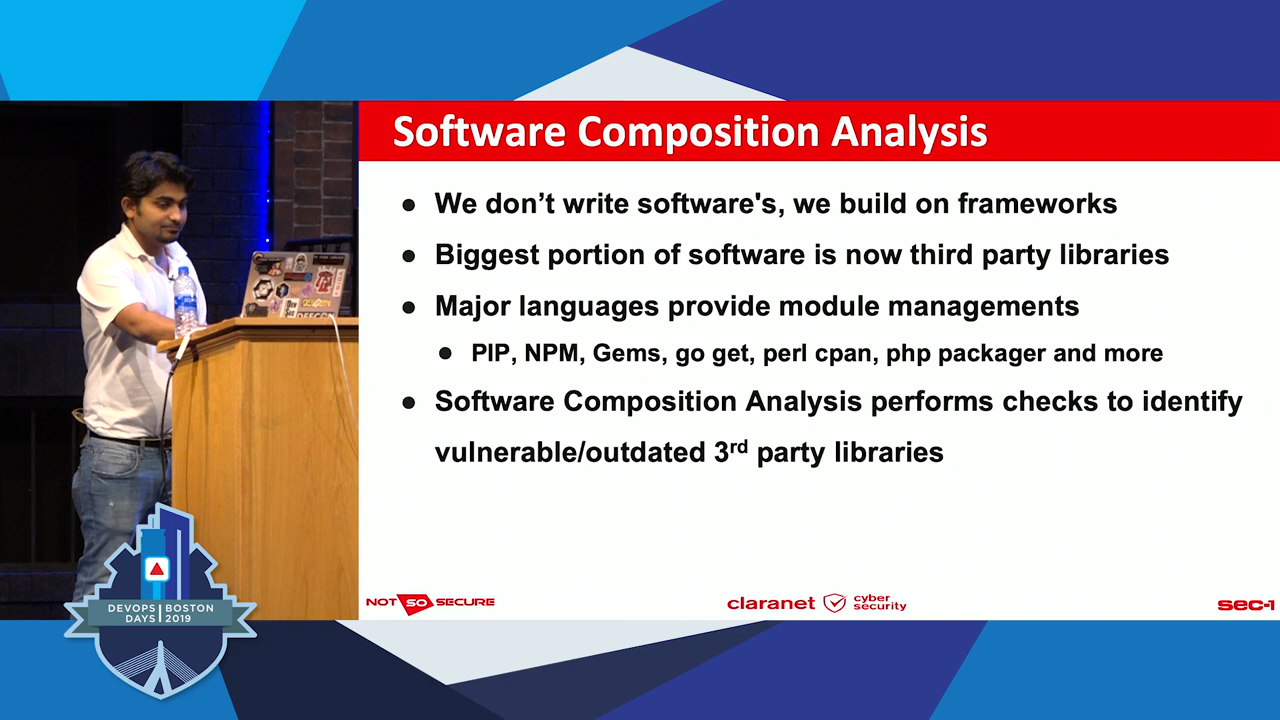 Software Composition Analysis
● We don’t write software's, we build on frameworks
● Biggest portion of software is now third party libraries
● Major languages provide module managements
● PIP, NPM, Gems, go get, perl cpan, php packager and more
● Software Composition Analysis performs checks to identify
vulnerable/outdated 3rd party libraries
NOT SO SECURE
claranet cyber
security
sec-1
DEFCON
DEVOPS BOSTON
DAYS 2019